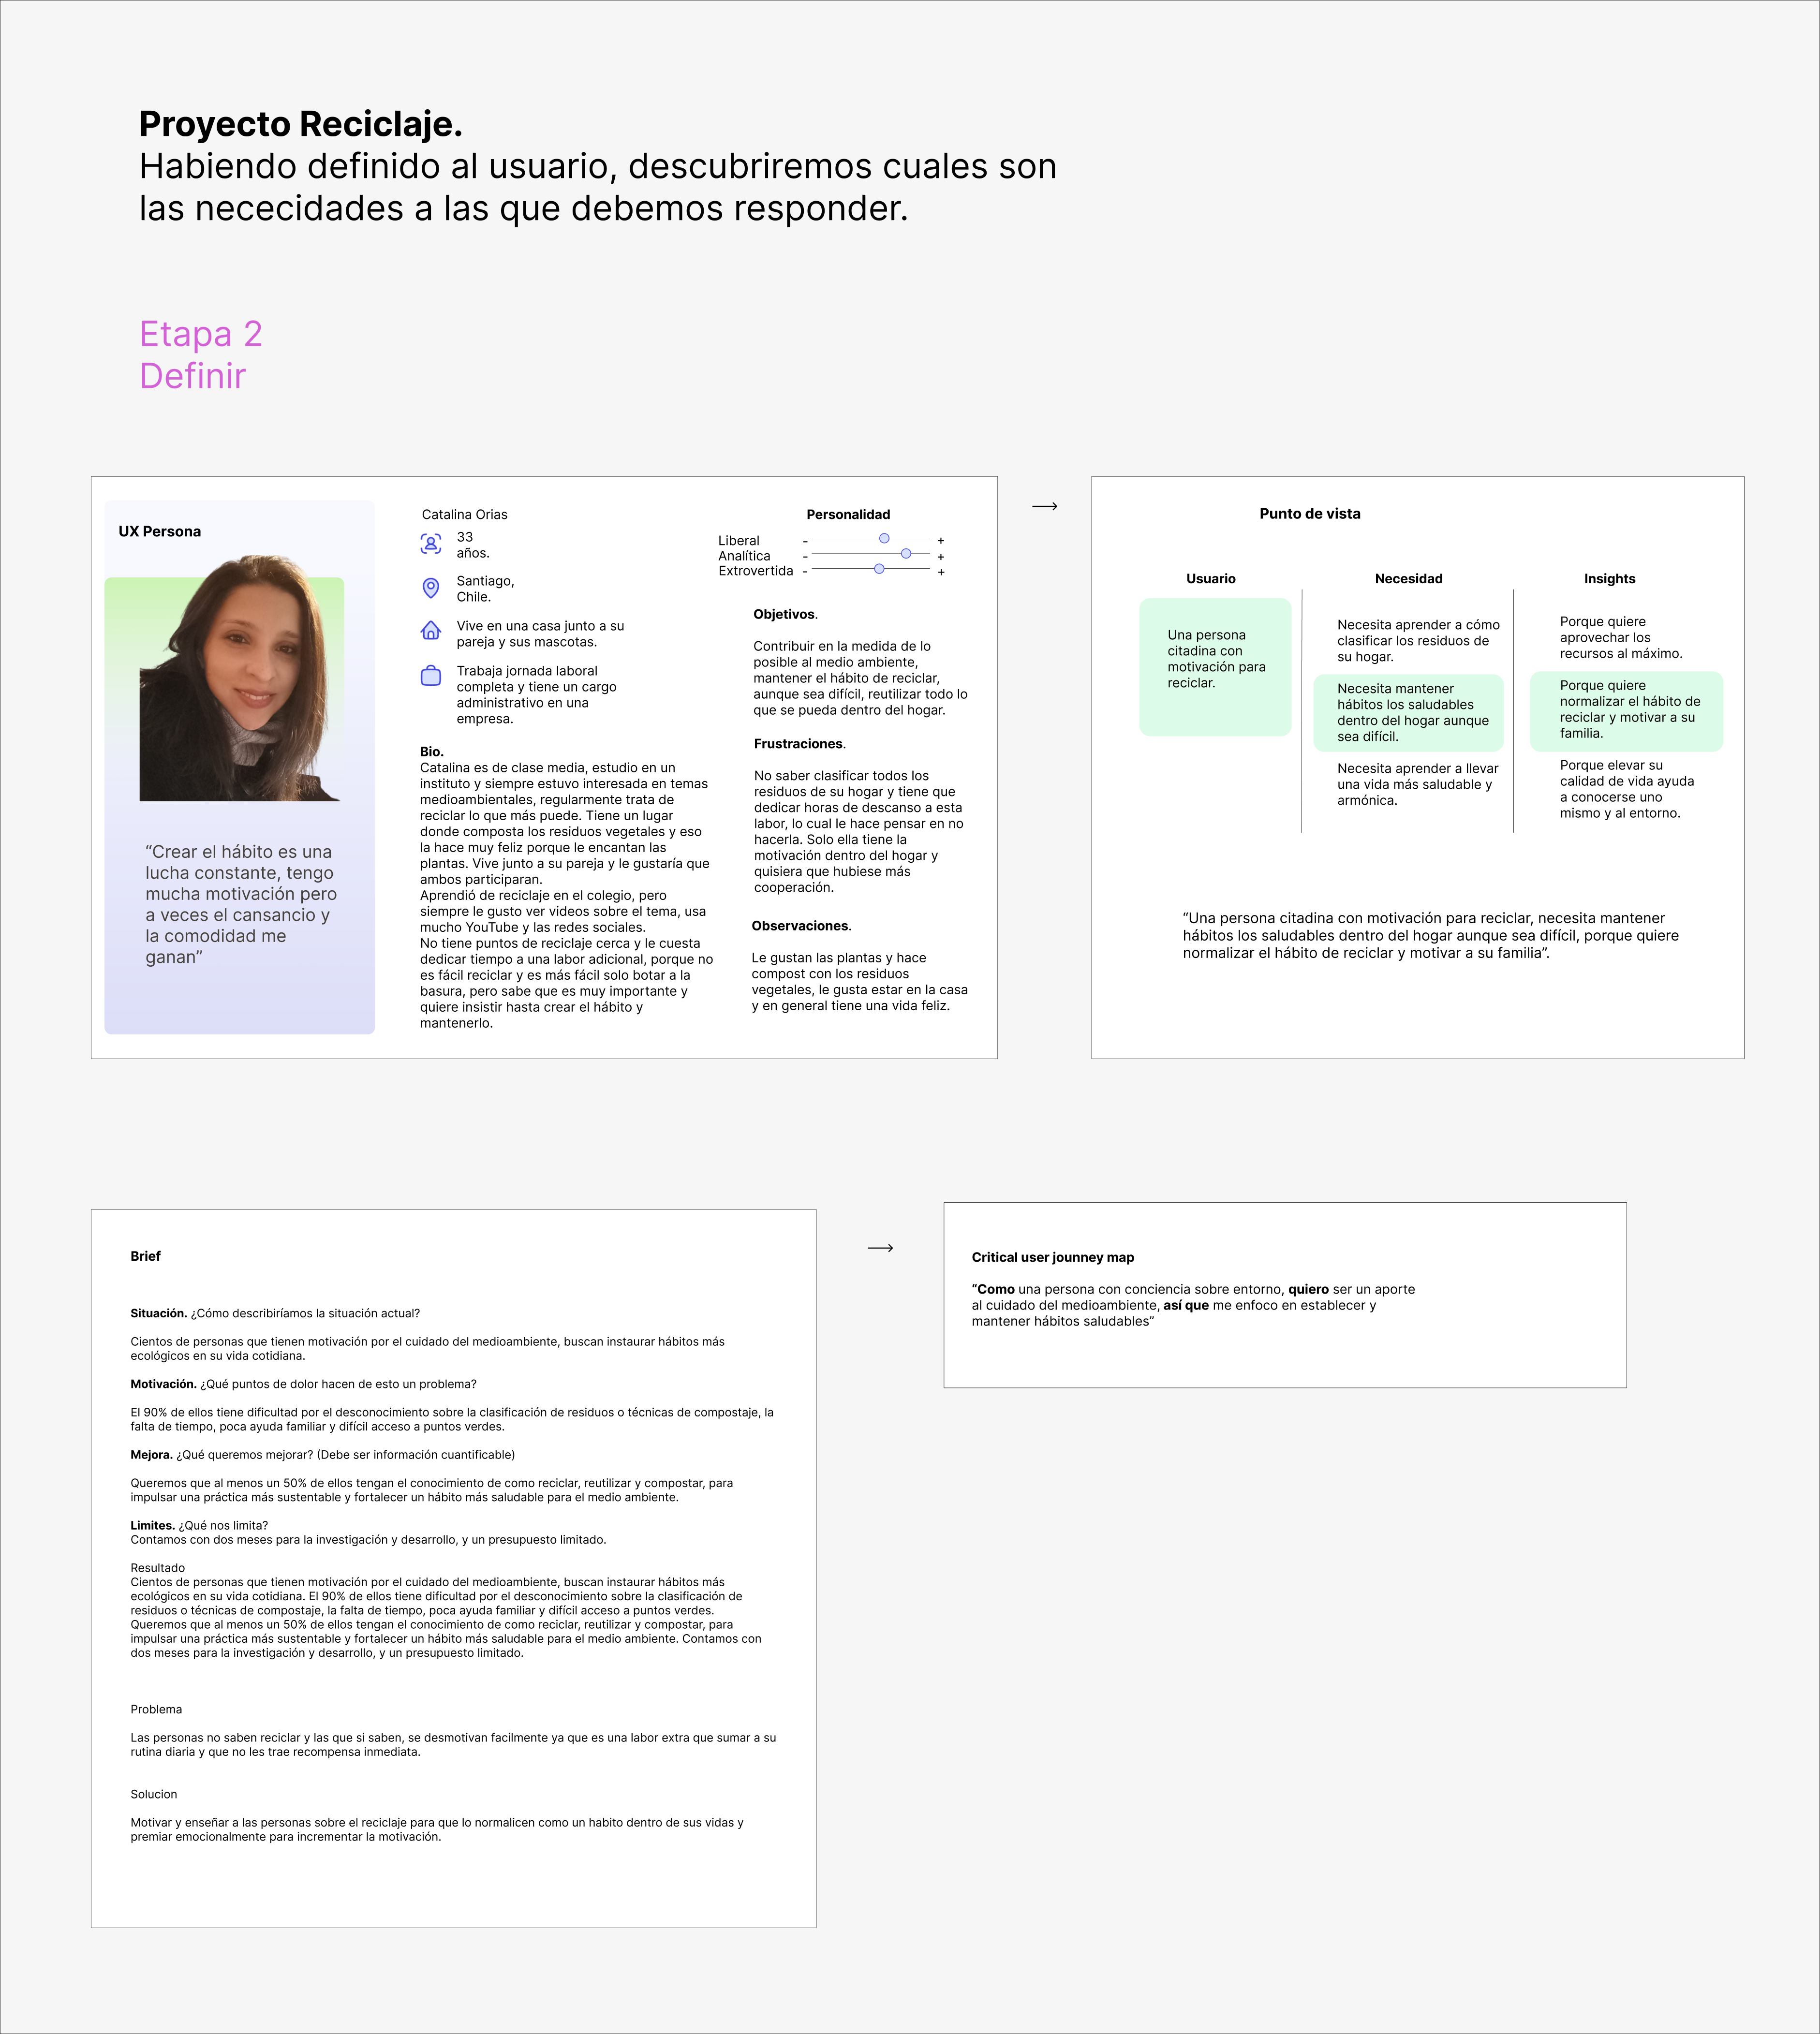 Proyecto Reciclaje.
Habiendo definido al usuario, descubriremos cuales son
las nececidades a las que debemos responder.
Etapa 2
Definir
UX Persona
“Crear el hábito es una
lucha constante, tengo
mucha motivación pero
a veces el cansancio y
la comodidad me
ganan”
Catalina Orias
33
años.
Santiago,
Chile.
Vive en una casa junto a su
pareja y sus mascotas.
Trabaja jornada laboral
completa y tiene un cargo
administrativo en una
empresa.
Bio.
Catalina es de clase media, estudio en un
instituto y siempre estuvo interesada en temas
medioambientales, regularmente trata de
reciclar lo que más puede. Tiene un lugar
donde composta los residuos vegetales y eso
la hace muy feliz porque le encantan las
plantas. Vive junto a su pareja y le gustaría que
ambos participaran.
Aprendió de reciclaje en el colegio, pero
siempre le gusto ver videos sobre el tema, usa
mucho YouTube y las redes sociales.
No tiene puntos de reciclaje cerca y le cuesta
dedicar tiempo a una labor adicional, porque no
es fácil reciclar y es más fácil solo botar a la
basura, pero sabe que es muy importante y
quiere insistir hasta crear el hábito y
mantenerlo.
Personalidad
Liberal - +
Analítica - +
Extrovertida - +
Objetivos.
Contribuir en la medida de lo
posible al medio ambiente,
mantener el hábito de reciclar,
aunque sea difícil, reutilizar todo lo
que se pueda dentro del hogar.
Frustraciones.
No saber clasificar todos los
residuos de su hogar y tiene que
dedicar horas de descanso a esta
labor, lo cual le hace pensar en no
hacerla. Solo ella tiene la
motivación dentro del hogar y
quisiera que hubiese más
cooperación.
Observaciones.
Le gustan las plantas y hace
compost con los residuos
vegetales, le gusta estar en la casa
y en general tiene una vida feliz.
Punto de vista
Usuario
Una persona
citadina con
motivación para
reciclar.
Necesidad
Necesita aprender a cómo
clasificar los residuos de
su hogar.
Necesita mantener
hábitos los saludables
dentro del hogar aunque
sea difícil.
Necesita aprender a llevar
una vida más saludable y
armónica.
Insights
Porque quiere
aprovechar los
recursos al máximo.
Porque quiere
normalizar el hábito de
reciclar y motivar a su
familia.
Porque elevar su
calidad de vida ayuda
a conocerse uno
mismo y al entorno.
“Una persona citadina con motivación para reciclar, necesita mantener
hábitos los saludables dentro del hogar aunque sea difícil, porque quiere
normalizar el hábito de reciclar y motivar a su familia”.
Brief
Situación. ¿Cómo describiríamos la situación actual?
Cientos de personas que tienen motivación por el cuidado del medioambiente, buscan instaurar hábitos más
ecológicos en su vida cotidiana.
Motivación. ¿Qué puntos de dolor hacen de esto un problema?
El 90% de ellos tiene dificultad por el desconocimiento sobre la clasificación de residuos o técnicas de compostaje, la
falta de tiempo, poca ayuda familiar y difícil acceso a puntos verdes.
Mejora. ¿Qué queremos mejorar? (Debe ser información cuantificable)
Queremos que al menos un 50% de ellos tengan el conocimiento de como reciclar, reutilizar y compostar, para
impulsar una práctica más sustentable y fortalecer un hábito más saludable para el medio ambiente.
Limites. ¿Qué nos limita?
Contamos con dos meses para la investigación y desarrollo, y un presupuesto limitado.
Resultado
Cientos de personas que tienen motivación por el cuidado del medioambiente, buscan instaurar hábitos más
ecológicos en su vida cotidiana. El 90% de ellos tiene dificultad por el desconocimiento sobre la clasificación de
residuos o técnicas de compostaje, la falta de tiempo, poca ayuda familiar y difícil acceso a puntos verdes.
Queremos que al menos un 50% de ellos tengan el conocimiento de como reciclar, reutilizar y compostar, para
impulsar una práctica más sustentable y fortalecer un hábito más saludable para el medio ambiente. Contamos con
dos meses para la investigación y desarrollo, y un presupuesto limitado.
Problema
Las personas no saben reciclar y las que si saben, se desmotivan facilmente ya que es una labor extra que sumar a su
rutina diaria y que no les trae recompensa inmediata.
Solucion
Motivar y enseñar a las personas sobre el reciclaje para que lo normalicen como un habito dentro de sus vidas y
premiar emocionalmente para incrementar la motivación.
Critical user jounney map
“Como una persona con conciencia sobre entorno, quiero ser un aporte
al cuidado del medioambiente, así que me enfoco en establecer y
mantener hábitos saludables”